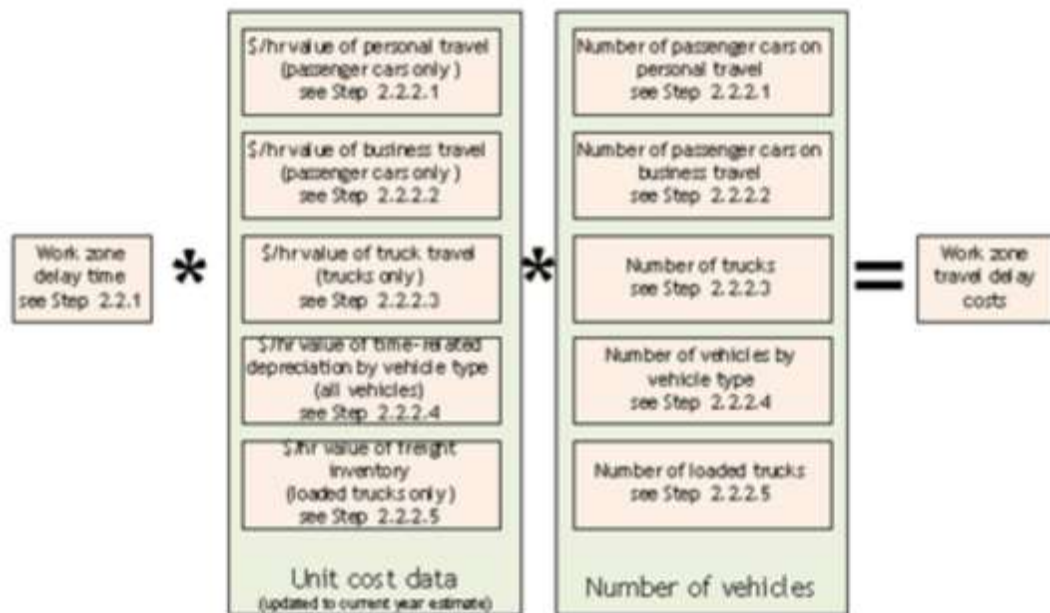 Work zone
delay time
see Step 2.2.1
*
$/hr value of personal travel
(passenger cars only )
see Step 2.2.2.1
$/hr value of business travel
(passenger cars only )
see Step 2.2.2.2
$/hr value of truck travel
(trucks only )
see Step 2.2.2.3
$/hr value of time-related
depreciation by vehicle type
(all vehicles)
see Step 2.2.2.4
$/hr value of freight
inventory
(loaded trucks only )
see Step 2.2.2.5
Unit cost data
(updated to current year estimate)
*
Number of passenger cars on
personal travel
see Step 2.2.2.1
Number of passenger cars on
business travel
see Step 2.2.2.2
Number of trucks
see Step 2.2.2.3
Number of vehicles by
vehicle type
see Step 2.2.2.4
Number of loaded trucks
see Step 2.2.2.5
Number of vehicles
=
Work zone
travel delay
costs